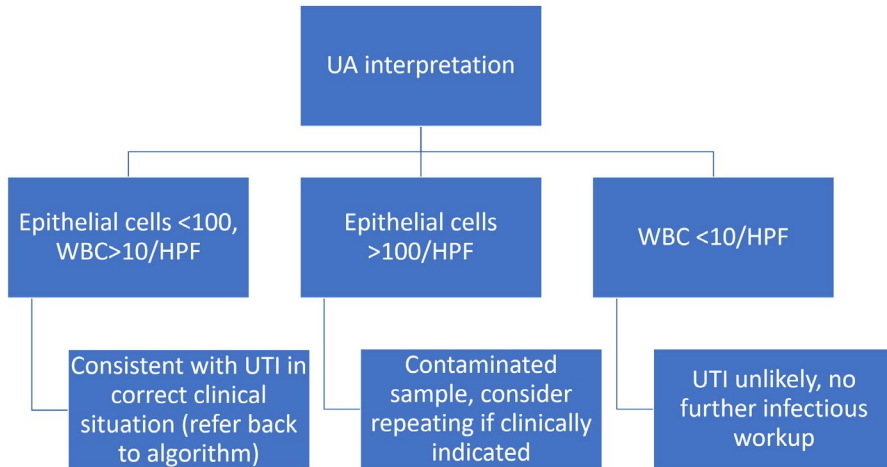 UA interpretation
Epithelial cells <100,
WBC>10/HPF
Epithelial cells
>100/HPF
WBC <10/HPF
Consistent with UTI in
correct clinical
situation (refer back
to algorithm)
Contaminated
sample, consider
repeating if clinically
indicated
UTI unlikely, no
further infectious
workup